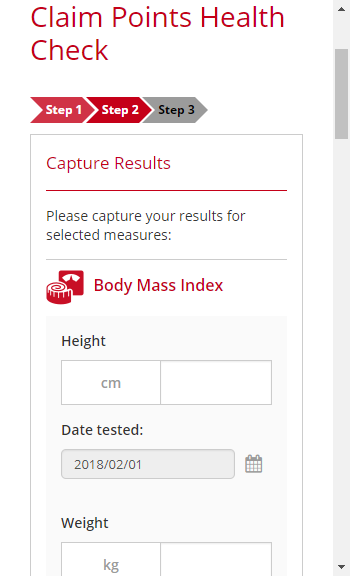 Claim Points Health
Check
Step 1 Step 2 Step 3
Capture Results
Please capture your results for
selected measures:
Body Mass Index
Height
cm
Date tested:
2018/02/01
Weight
kg